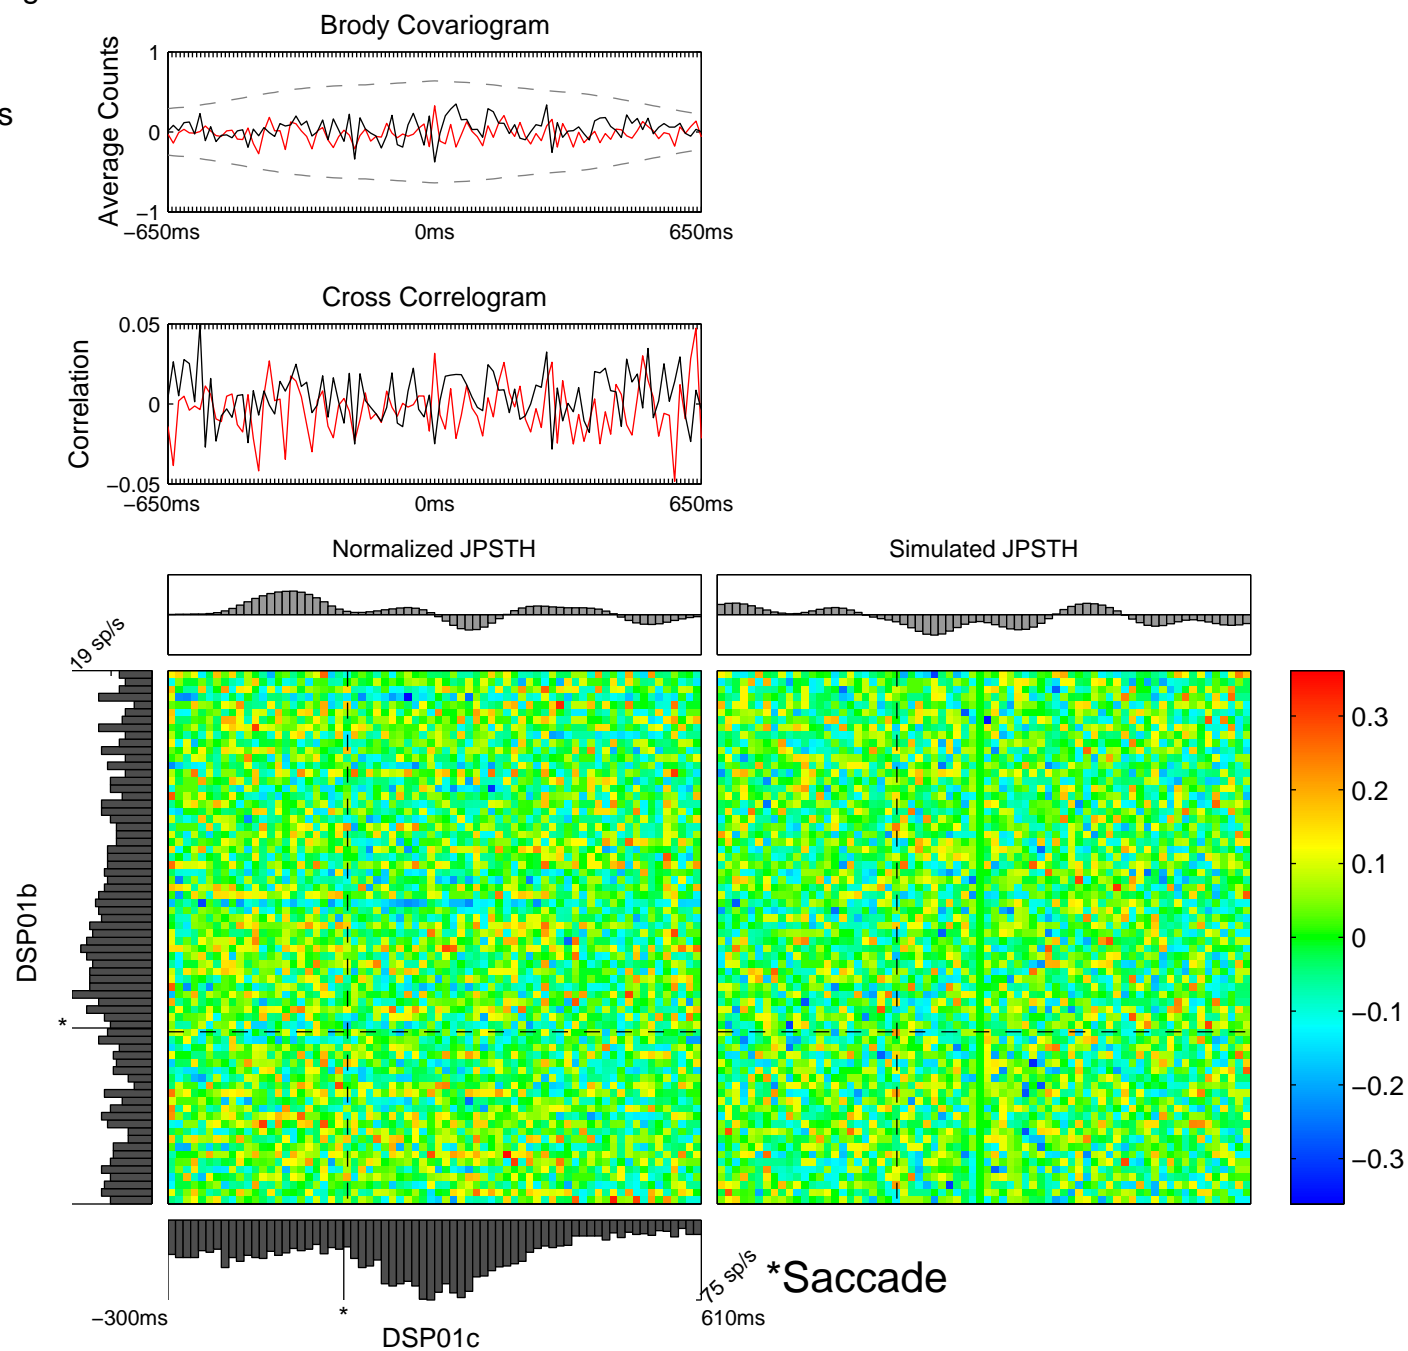 g
Brody Covariogram
s
Average Counts
1
0
−1
−650ms 0ms 650ms
Cross Correlogram
Correlation
0.05
0
−0.05
−650ms 0ms 650ms
Normalized JPSTH Simulated JPSTH
19 sp/s
DSP01b
*
0.3
0.2
0.1
0
−0.1
−0.2
−0.3
75 sp/s
*Saccade
*
−300ms 610ms
DSP01c